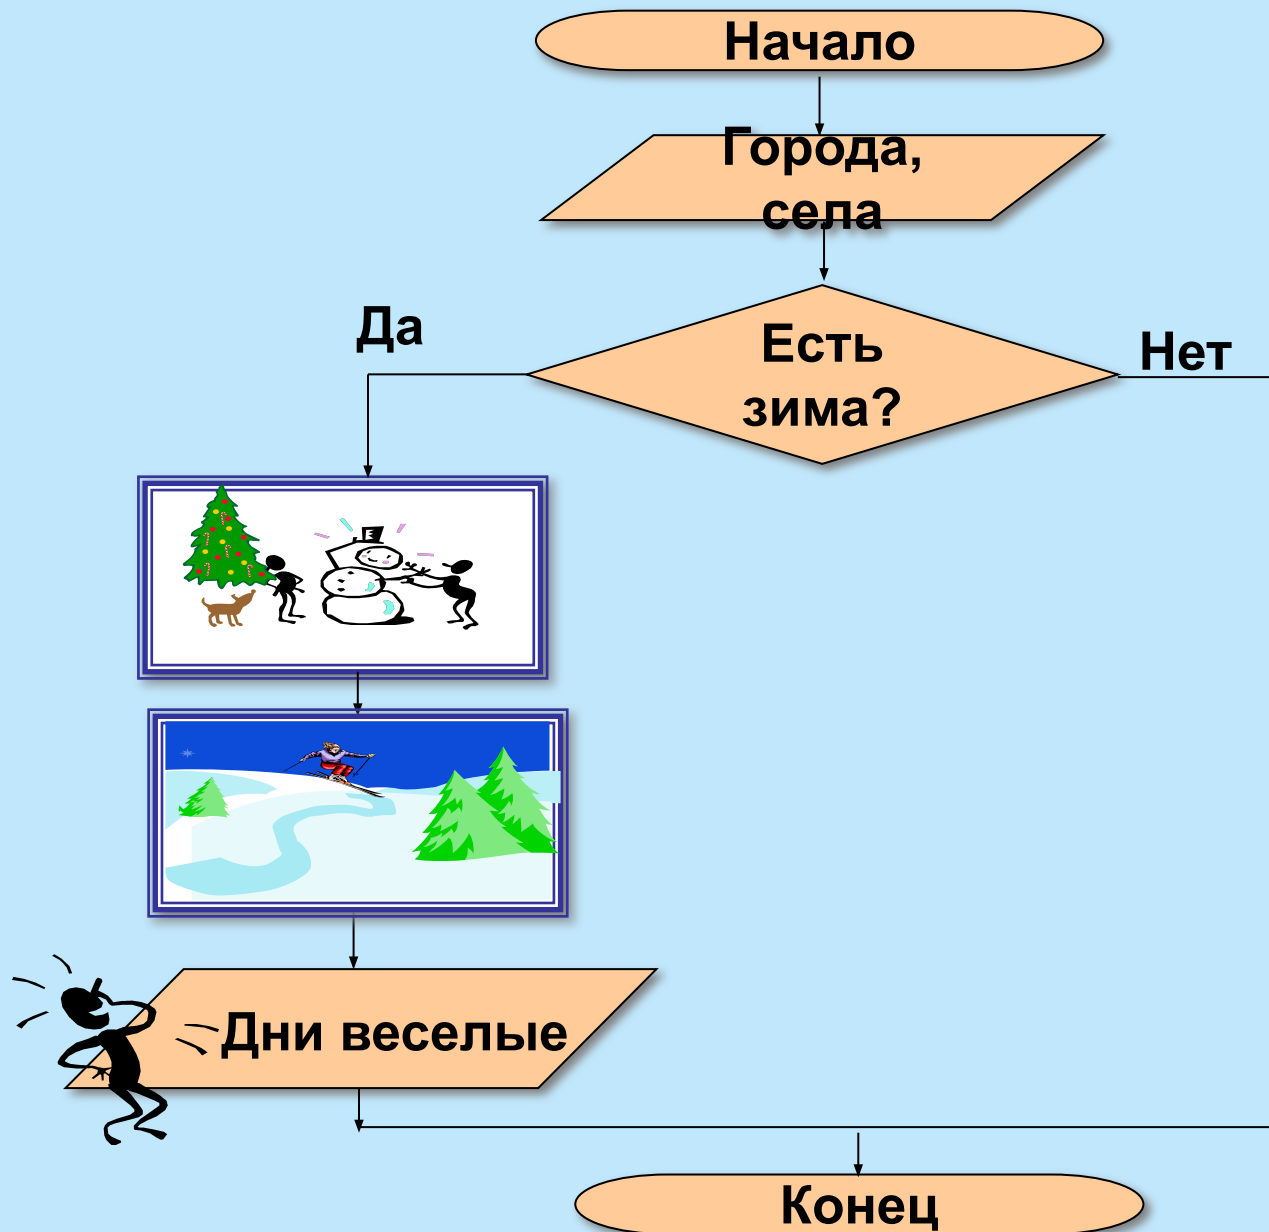 Начало
Города,
села
Да
Есть
зима?
Нет
Дни веселые
Конец